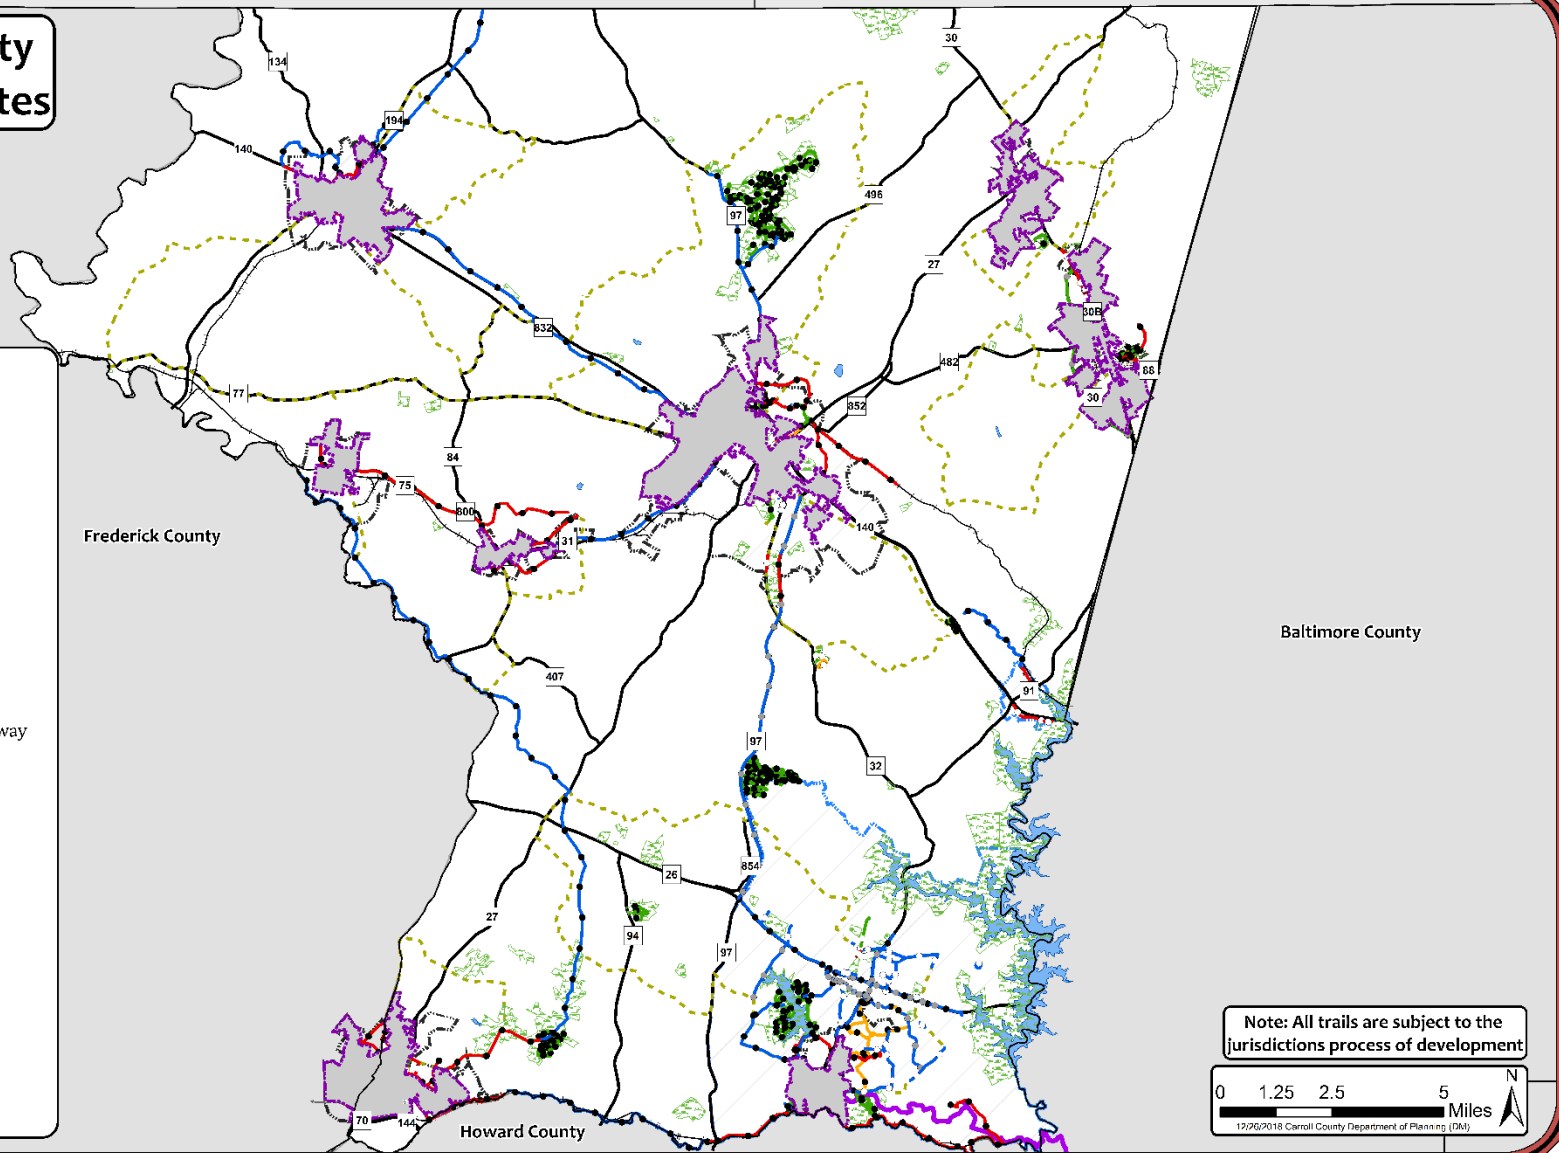 ty
tes
30
134
194
140
97
496
27
30B
832
482
88
77
30
852
84
75
800
140
31
Frederick County
Baltimore County
407
91
way
97
32
854
26
27
94
97
Note: All trails are subject to the
jurisdictions process of development
N
0 1.25 2.5 5
Miles
12/26/2018 Carroll County Department of Planning (DM)
70
144
Howard County